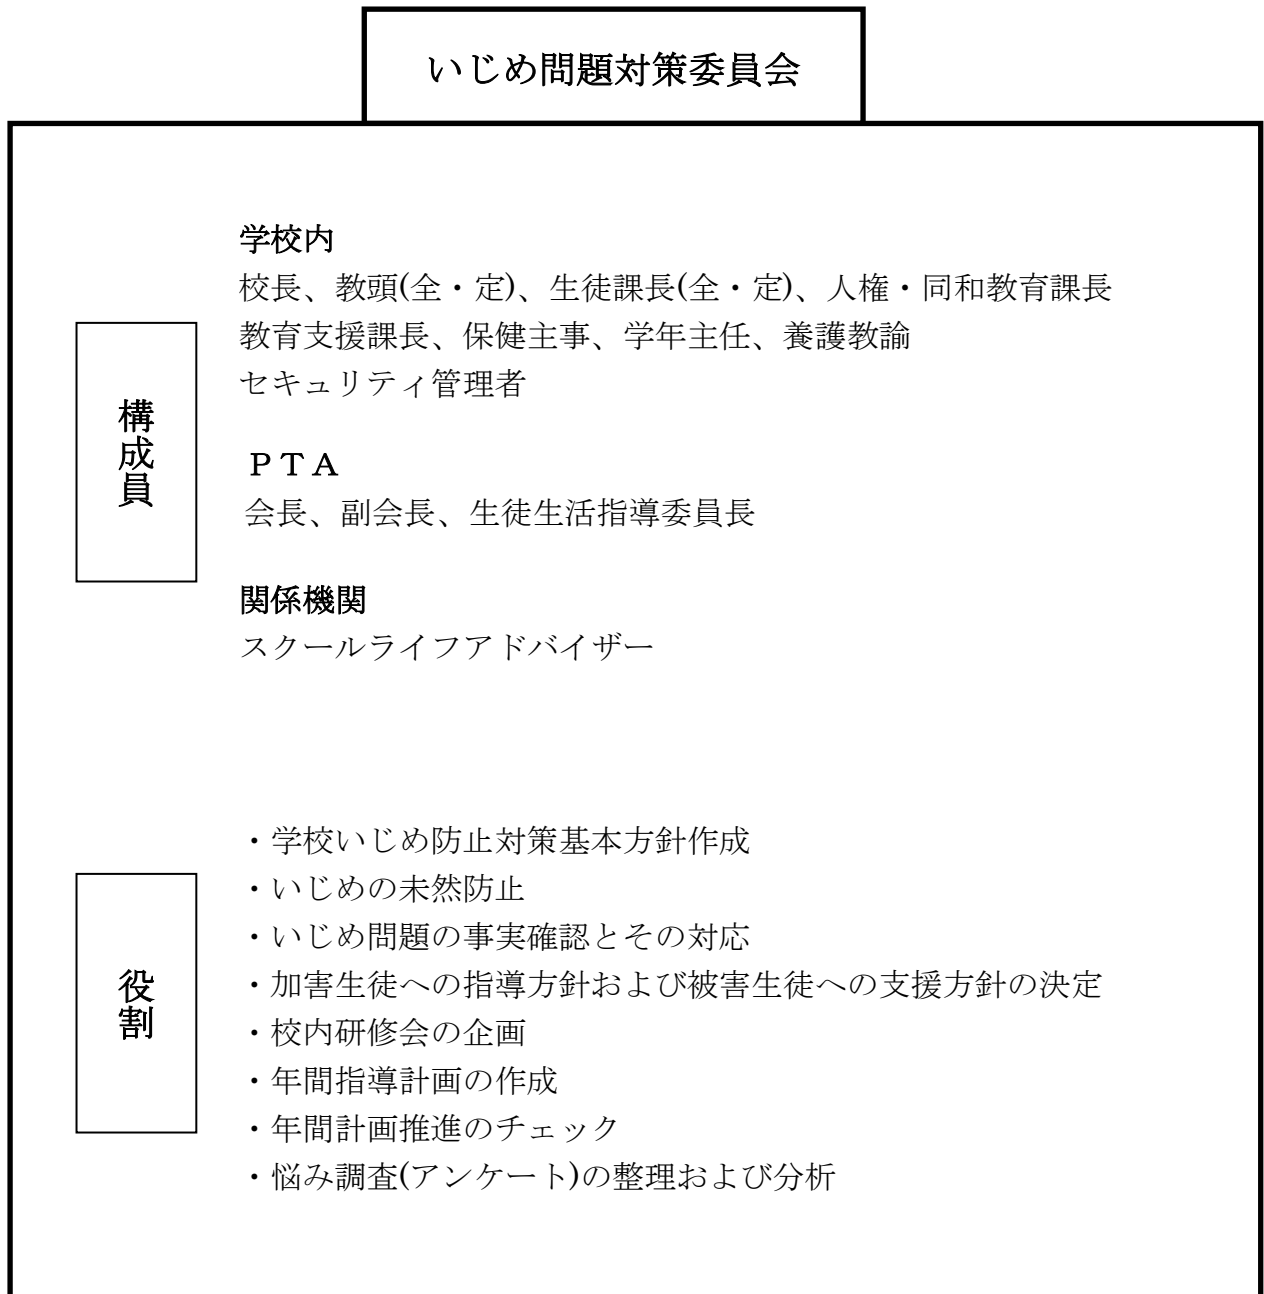 いじめ問題対策委員会
構成員
学校内
校長、教頭(全・定)、生徒課長(全・定)、人権・同和教育課長
教育支援課長、保健主事、学年主任、養護教諭
セキュリティ管理者
ＰＴＡ
会長、副会長、生徒生活指導委員長
関係機関
スクールライフアドバイザー
役割
・学校いじめ防止対策基本方針作成
・いじめの未然防止
・いじめ問題の事実確認とその対応
・加害生徒への指導方針および被害生徒への支援方針の決定
・校内研修会の企画
・年間指導計画の作成
・年間計画推進のチェック
・悩み調査(アンケート)の整理および分析